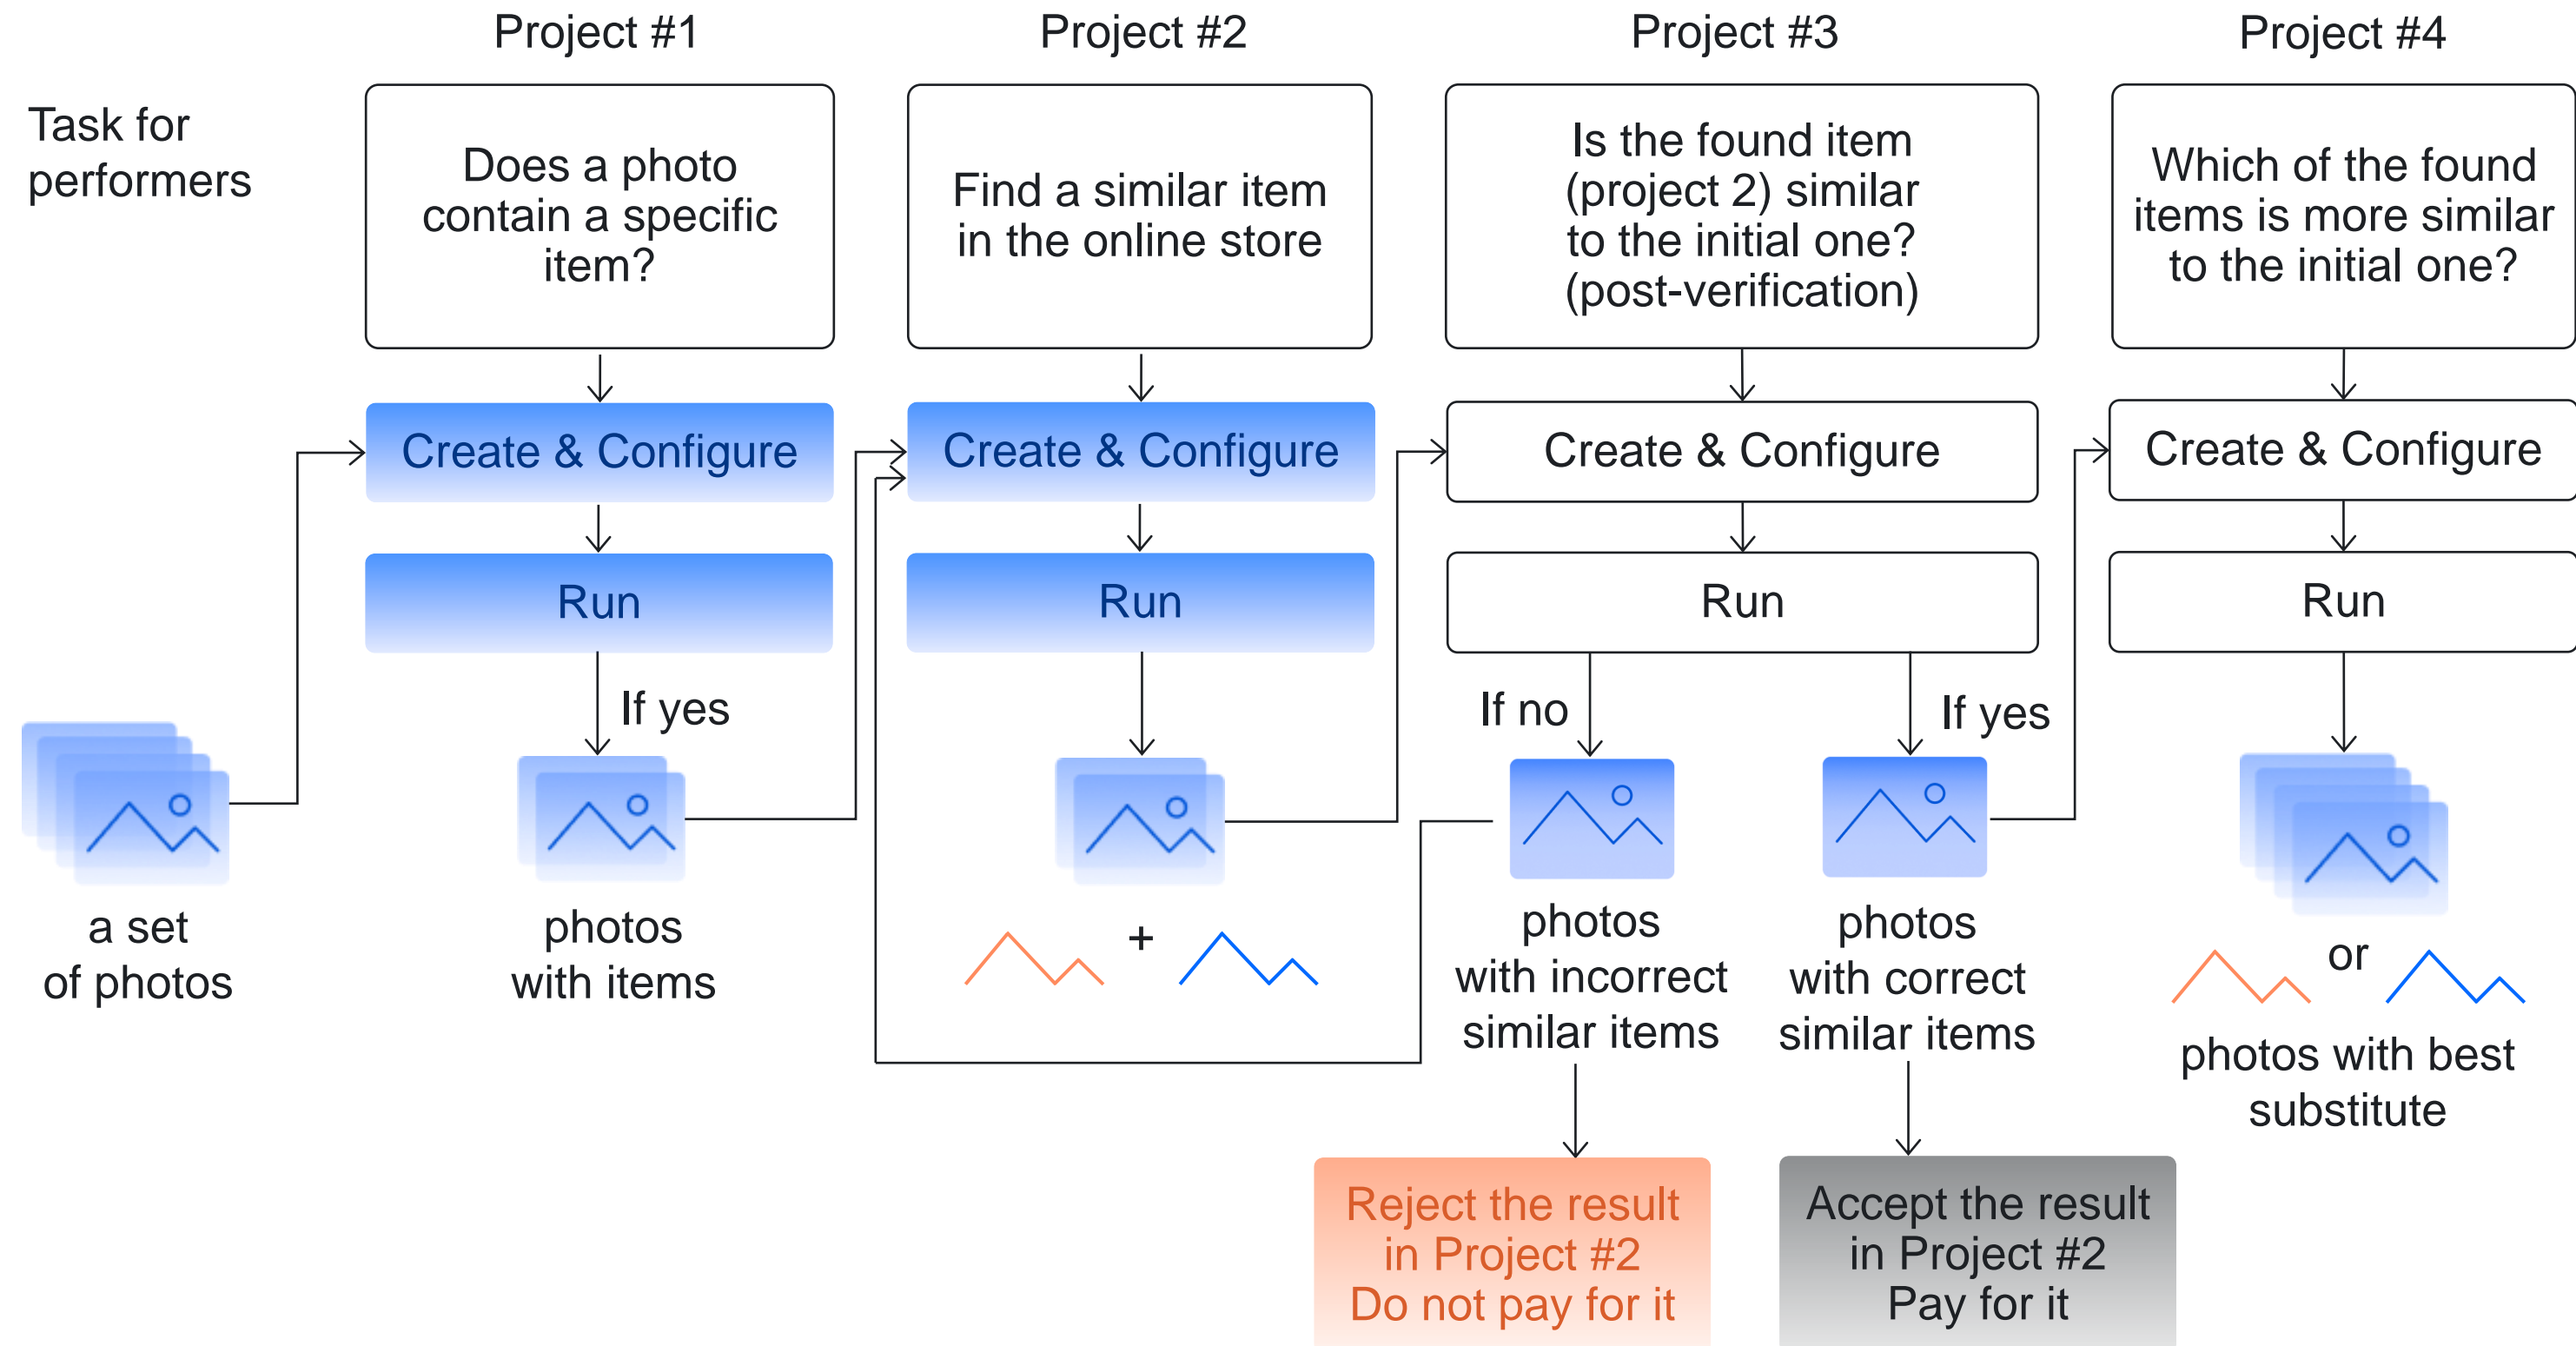 Project #1
Project #2
Project #3
Project #4
Task for
performers
Does a photo
contain a specific
item?
Find a similar item
in the online store
Is the found item
(project 2) similar
to the initial one?
(post-verification)
Which of the found
items is more similar
to the initial one?
Create & Configure
Create & Configure
Create & Configure
Create & Configure
Run
Run
Run
Run
If yes
If no
If yes
a set
of photos
photos
with items
+
photos
with incorrect
similar items
photos
with correct
similar items
or
photos with best
substitute
Reject the result
in Project #2
Do not pay for it
Accept the result
in Project #2
Pay for it